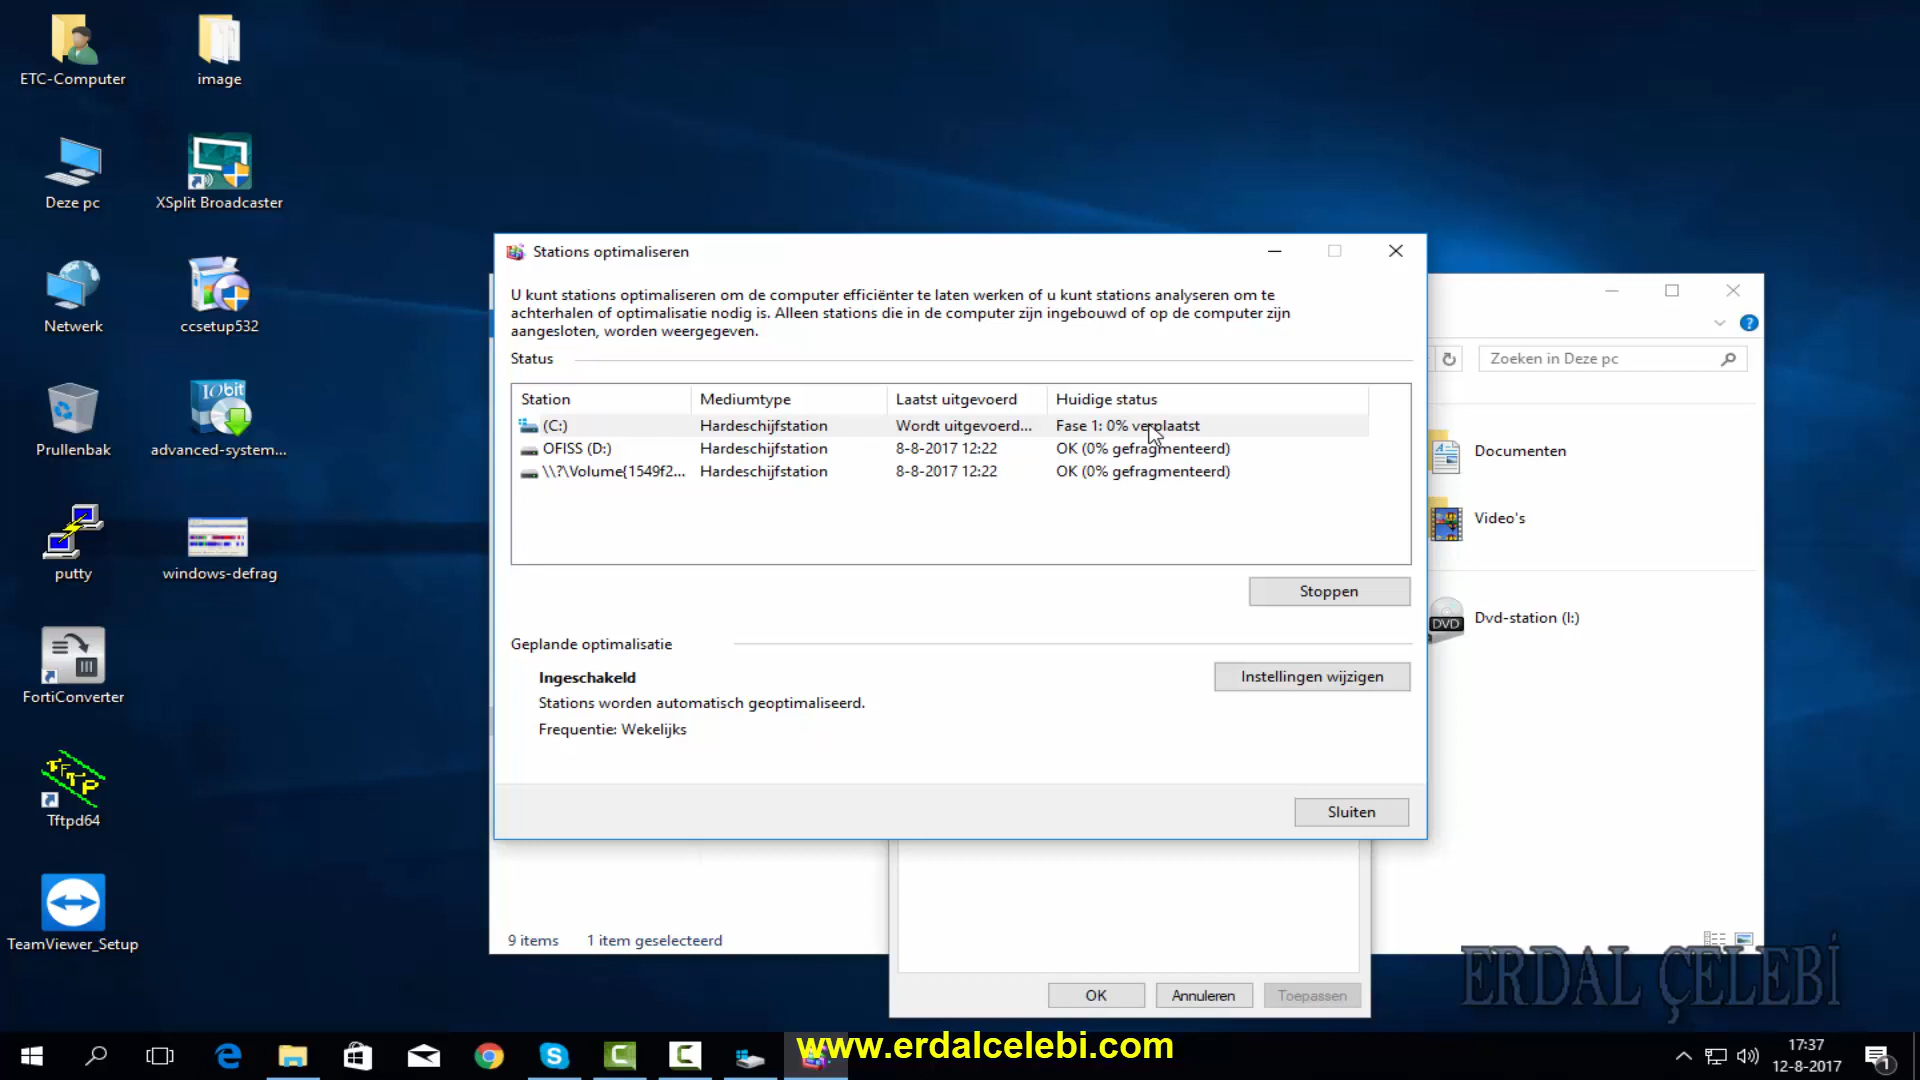 ETC-Computer
image
Deze pc
XSplit Broadcaster
Netwerk
ccsetup532
Prullenbak
IObit
advanced-system...
putty
windows-defrag
FortiConverter
TFTP
Tftpd64
TeamViewer_Setup
Stations optimaliseren
U kunt stations optimaliseren om de computer efficiënter te laten werken of u kunt stations analyseren om te
achterhalen of optimalisatie nodig is. Alleen stations die in de computer zijn ingebouwd of op de computer zijn
aangesloten, worden weergegeven.
Status
Station Mediumtype Laatst uitgevoerd Huidige status
(C:) Hardeschijfstation Wordt uitgevoerd... Fase 1: 0% verplaatst
OFISS (D:) Hardeschijfstation 8-8-2017 12:22 OK (0% gefragmenteerd)
\\?\Volume{1549f2... Hardeschijfstation 8-8-2017 12:22 OK (0% gefragmenteerd)
Stoppen
Geplande optimalisatie
Ingeschakeld
Instellingen wijzigen
Stations worden automatisch geoptimaliseerd.
Frequentie: Wekelijks
Sluiten
Zoeken in Deze pc
Documenten
Video's
DVD
Dvd-station (I:)
9 items 1 item geselecteerd
OK Annuleren Toepassen
ERDAL ÇELEBİ
www.erdalcelebi.com
17:37
12-8-2017
1